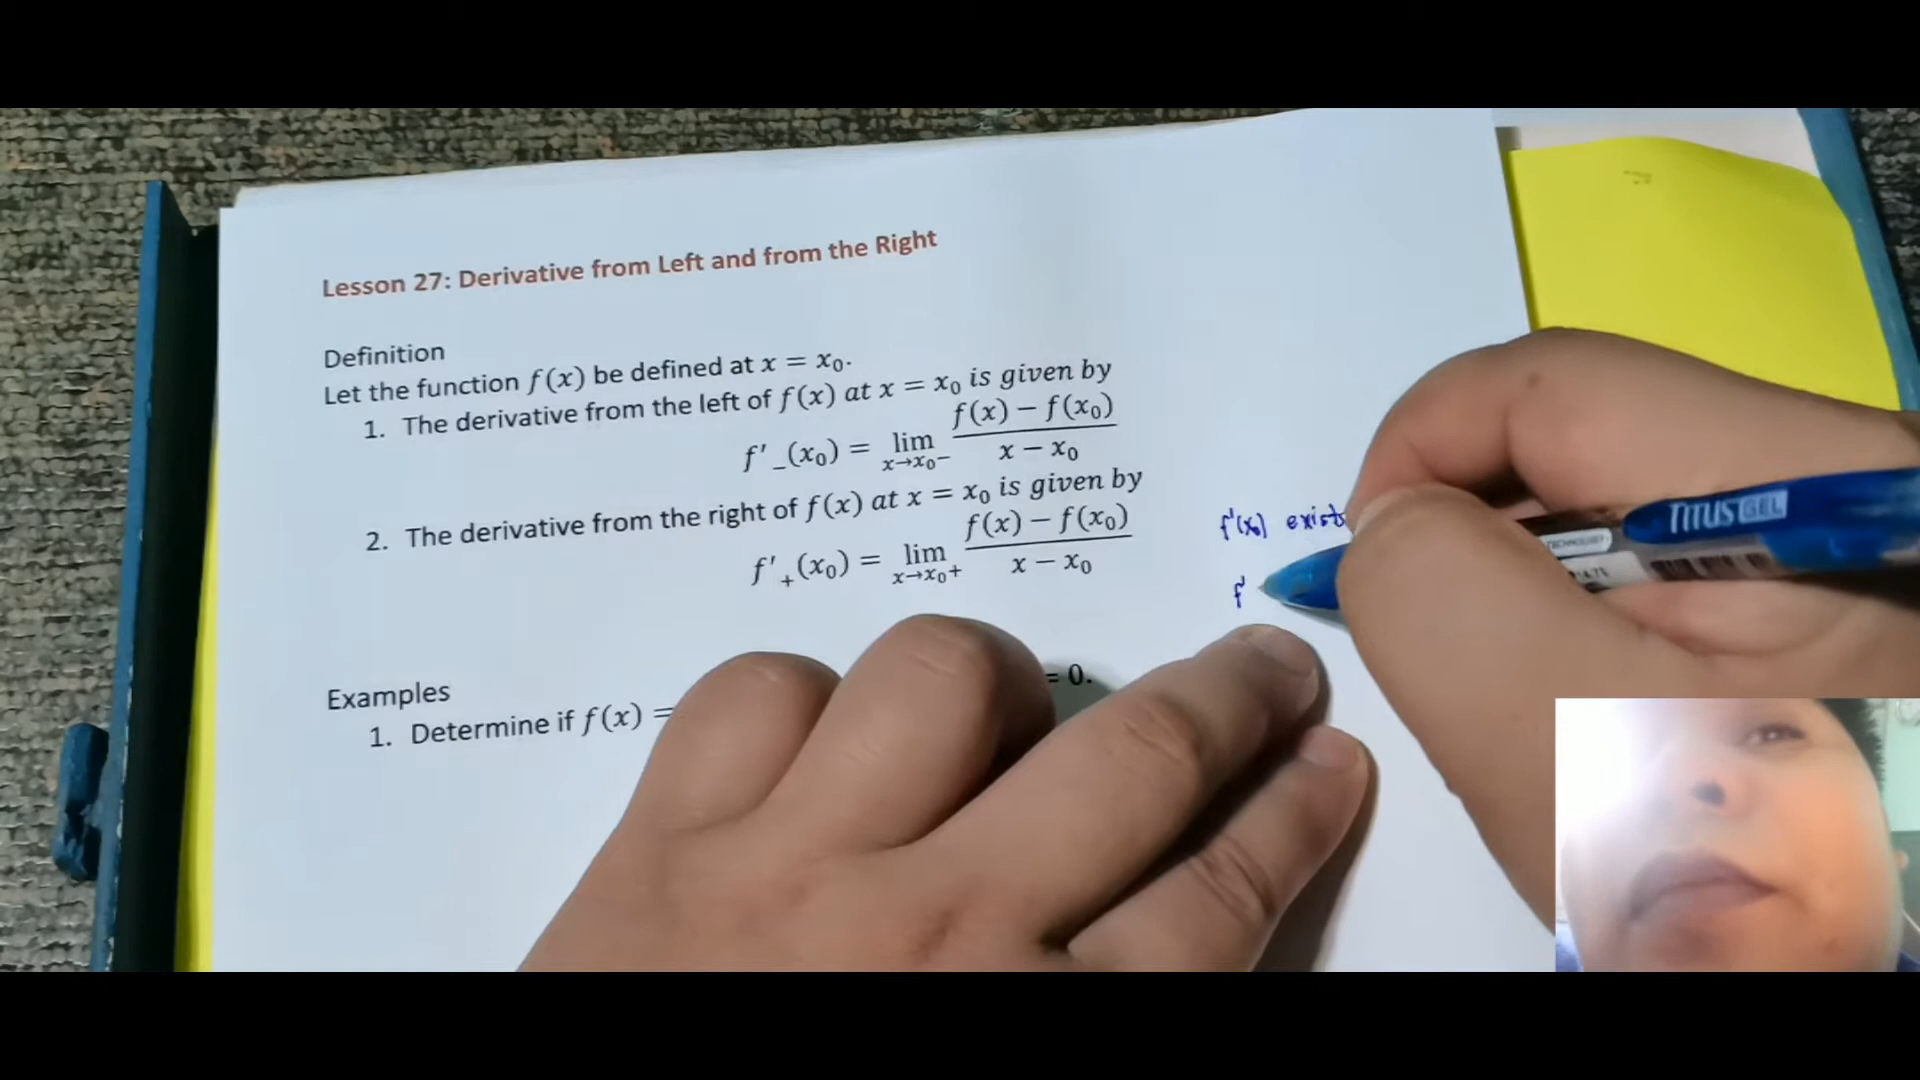 Lesson 27: Derivative from Left and from the Right
Definition
Let the function f(x) be defined at x = x₀.
1. The derivative from the left of f(x) at x = x₀ is given by
f'₋(x₀) = lim x→x₀− f(x) − f(x₀) / x − x₀
2. The derivative from the right of f(x) at x = x₀ is given by
f'₊(x₀) = lim x→x₀+ f(x) − f(x₀) / x − x₀
f'(x₀) exists
f'
Examples
1. Determine if f(x) =
= 0.
TITUS GEL